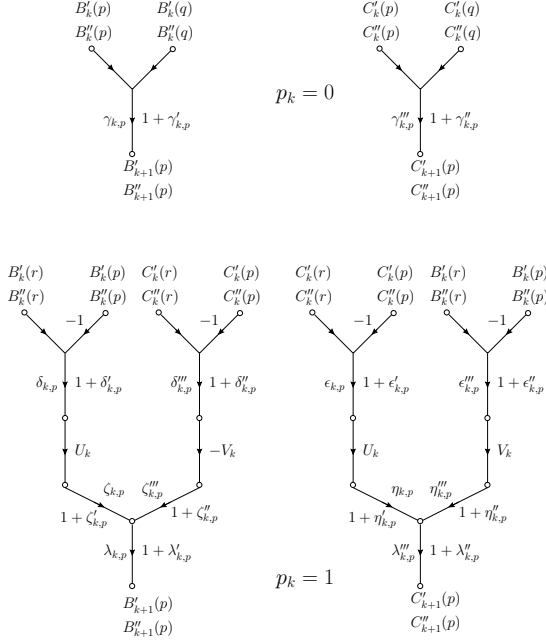 B′_k(p) B′_k(q) C′_k(p) C′_k(q)
B″_k(p) B″_k(q) C″_k(p) C″_k(q)
p_k = 0
γ_{k,p} 1 + γ′_{k,p} γ‴_{k,p} 1 + γ″_{k,p}
B′_{k+1}(p) C′_{k+1}(p)
B″_{k+1}(p) C″_{k+1}(p)
B′_k(r) B′_k(p) C′_k(r) C′_k(p) C′_k(r) C′_k(p) B′_k(r) B′_k(p)
B″_k(r) B″_k(p) C″_k(r) C″_k(p) C″_k(r) C″_k(p) B″_k(r) B″_k(p)
−1 −1 −1 −1
δ_{k,p} 1 + δ′_{k,p} δ‴_{k,p} 1 + δ″_{k,p} ϵ_{k,p} 1 + ϵ′_{k,p} ϵ‴_{k,p} 1 + ϵ″_{k,p}
U_k −V_k U_k V_k
ζ_{k,p} ζ‴_{k,p} η_{k,p} η‴_{k,p}
1 + ζ′_{k,p} 1 + ζ″_{k,p} 1 + η′_{k,p} 1 + η″_{k,p}
λ_{k,p} 1 + λ′_{k,p} λ‴_{k,p} 1 + λ″_{k,p}
p_k = 1
B′_{k+1}(p) C′_{k+1}(p)
B″_{k+1}(p) C″_{k+1}(p)